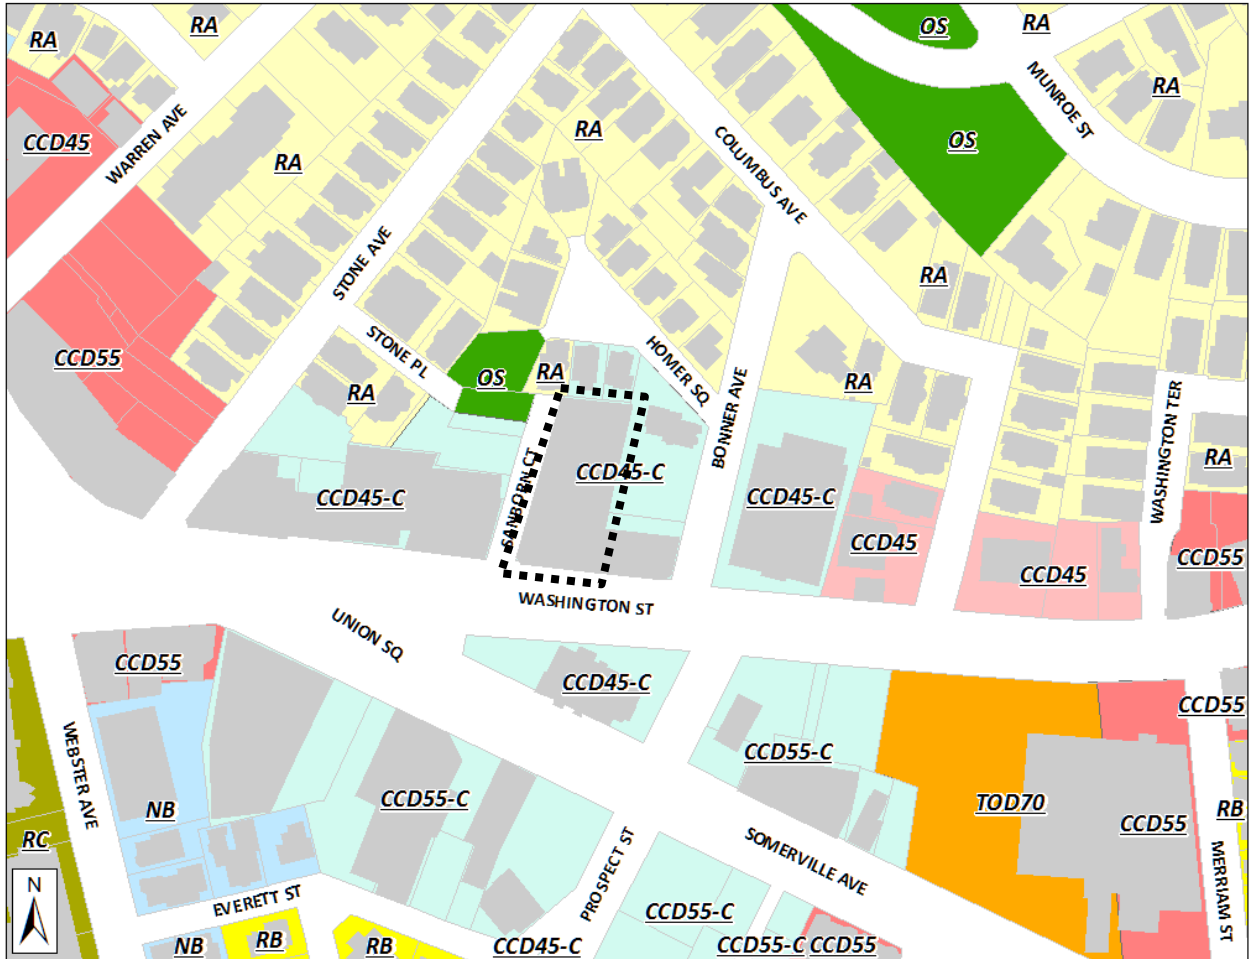 OS
RA
RA
RA
MUNROE ST
RA
CCD45
WARREN AVE
RA
RA
COLUMBUS AVE
OS
STONE AVE
RA
CCD55
STONE PL
HOMER SQ
OS
RA
RA
RA
BONNER AVE
WASHINGTON TER
RA
CCD45-C
CCD45-C
CCD45-C
SANBORN CT
CCD45
CCD55
CCD45
WASHINGTON ST
UNION SQ
CCD55
CCD45-C
CCD55
WEBSTER AVE
CCD55-C
CCD55-C
NB
TOD70
CCD55
RB
RC
PROSPECT ST
SOMERVILLE AVE
MERRIAM ST
N
EVERETT ST
CCD55-C
NB
RB
RB
CCD45-C
CCD55-C
CCD55